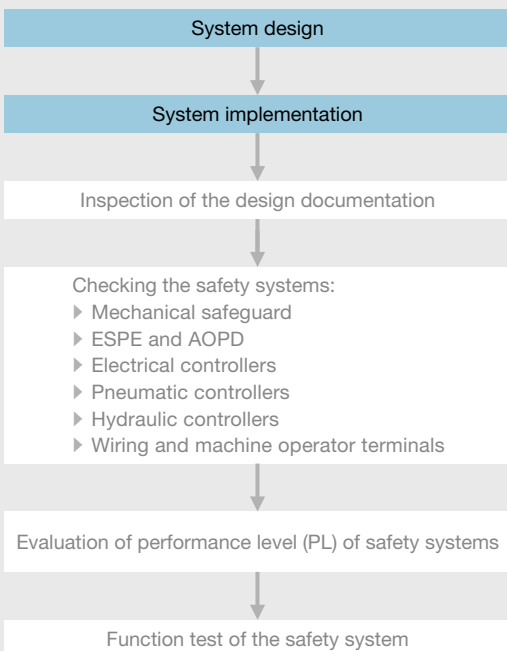 System design
System implementation
Inspection of the design documentation
Checking the safety systems:
Mechanical safeguard
ESPE and AOPD
Electrical controllers
Pneumatic controllers
Hydraulic controllers
Wiring and machine operator terminals
Evaluation of performance level (PL) of safety systems
Function test of the safety system